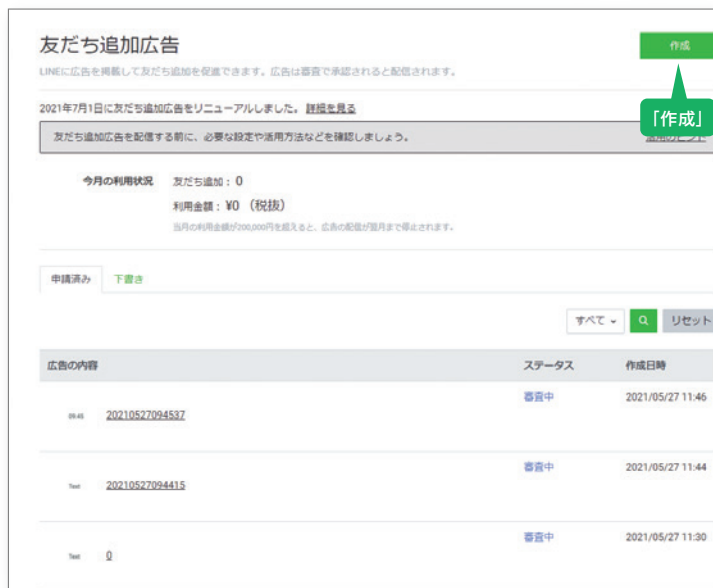 友だち追加広告
作成
LINEに広告を掲載して友だち追加を促進できます。広告は審査で承認されると配信されます。
「作成」
2021年7月1日に友だち追加広告をリニューアルしました。 詳細を見る
友だち追加広告を配信する前に、必要な設定や活用方法などを確認しましょう。
活用のヒント
今月の利用状況 友だち追加：0
利用金額：¥0 （税抜）
当月の利用金額が200,000円を超えると、広告の配信が翌月まで停止されます。
申請済み 下書き
すべて リセット
広告の内容 ステータス 作成日時
審査中 2021/05/27 11:46
09:45 20210527094537
審査中 2021/05/27 11:44
Text 20210527094415
審査中 2021/05/27 11:30
Text 0